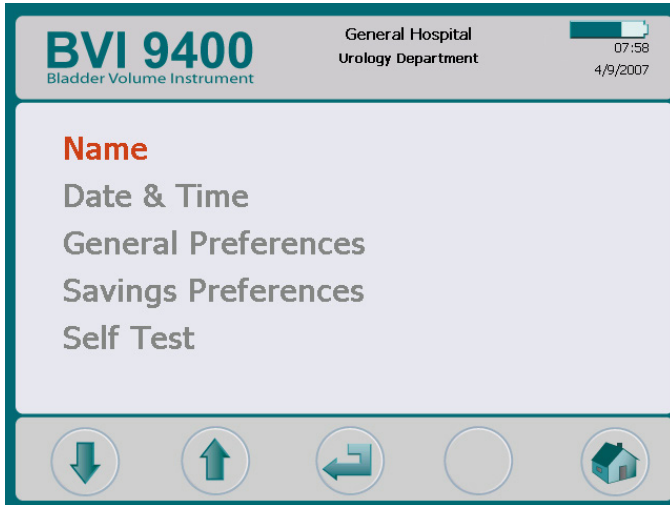 BVI 9400
Bladder Volume Instrument
General Hospital
Urology Department
07:58
4/9/2007
Name
Date & Time
General Preferences
Savings Preferences
Self Test